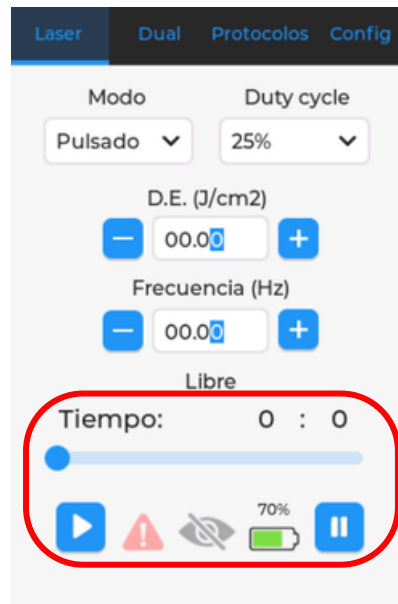 Laser Dual Protocolos Config
Modo Duty cycle
Pulsado 25%
D.E. (J/cm2)
00.00
Frecuencia (Hz)
00.00
Libre
Tiempo: 0 : 0
70%